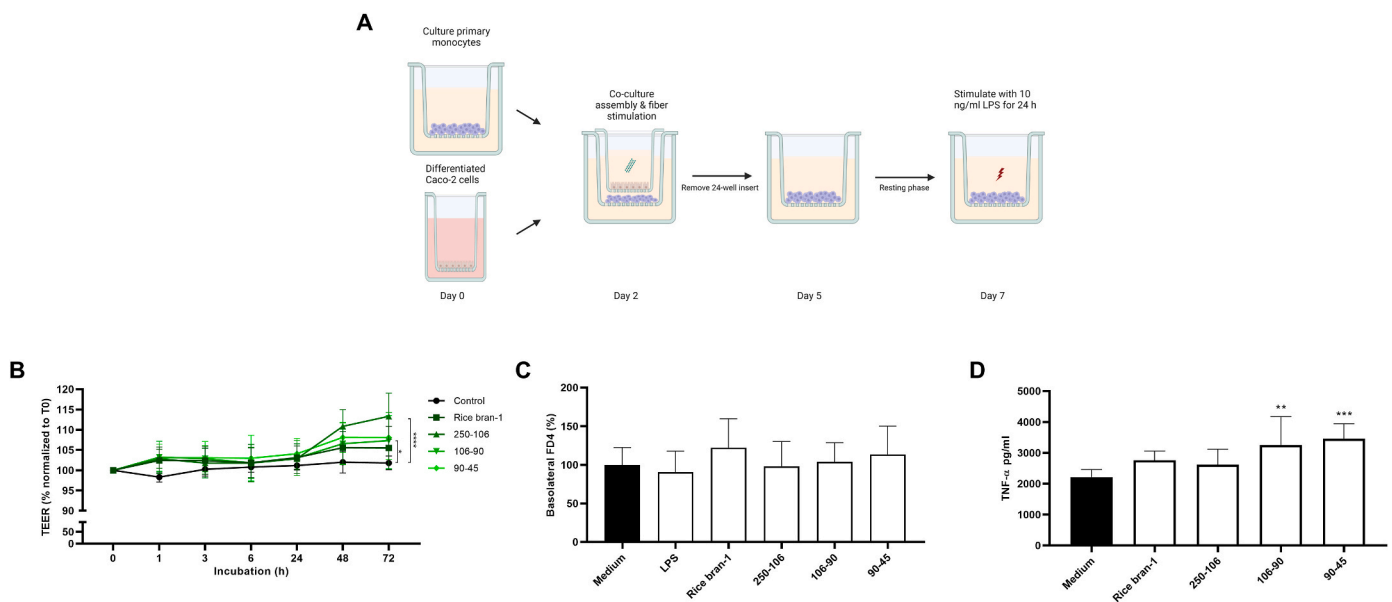 A
Culture primary
monocytes
Differentiated
Caco-2 cells
Co-culture
assembly & fiber
stimulation
Remove 24-well insert
Resting phase
Stimulate with 10
ng/ml LPS for 24 h
Day 0
Day 2
Day 5
Day 7
B
TEER (% normalized to T0)
120
115
110
105
100
95
90
50
0
0
1
3
6
24
48
72
Incubation (h)
Control
Rice bran-1
250-106
106-90
90-45
*
****
C
Basolateral FD4 (%)
200
150
100
50
0
Medium
LPS
Rice bran-1
250-106
106-90
90-45
D
TNF-α pg/ml
5000
4000
3000
2000
1000
0
**
***
Medium
Rice bran-1
250-106
106-90
90-45